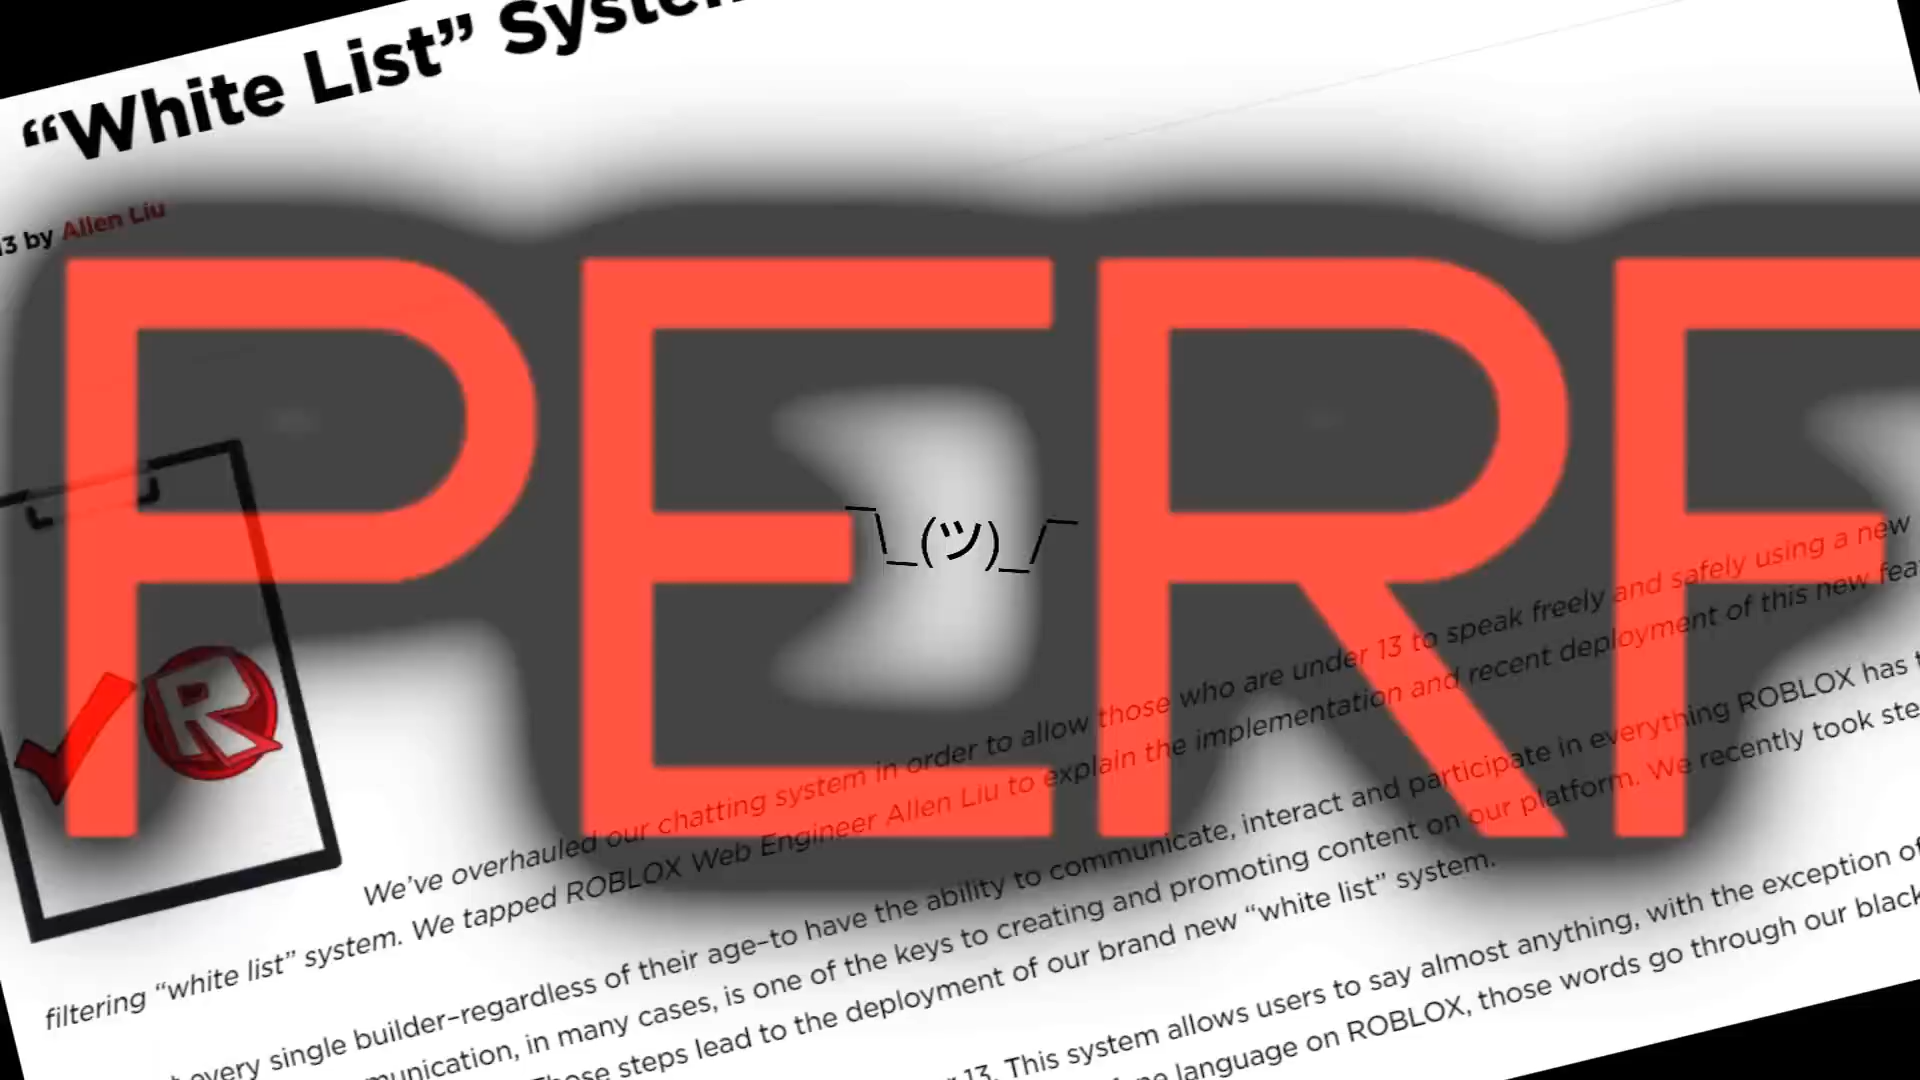 “White List” Syste
13 by Allen Liu
PERF
¯\_(ツ)_/¯
We’ve overhauled our chatting system in order to allow those who are under 13 to speak freely and safely using a new
filtering “white list” system. We tapped ROBLOX Web Engineer Allen Liu to explain the implementation and recent deployment of this new fea
every single builder–regardless of their age–to have the ability to communicate, interact and participate in everything ROBLOX has t
munication, in many cases, is one of the keys to creating and promoting content on our platform. We recently took ste
These steps lead to the deployment of our brand new “white list” system.
13. This system allows users to say almost anything, with the exception of
language on ROBLOX, those words go through our black